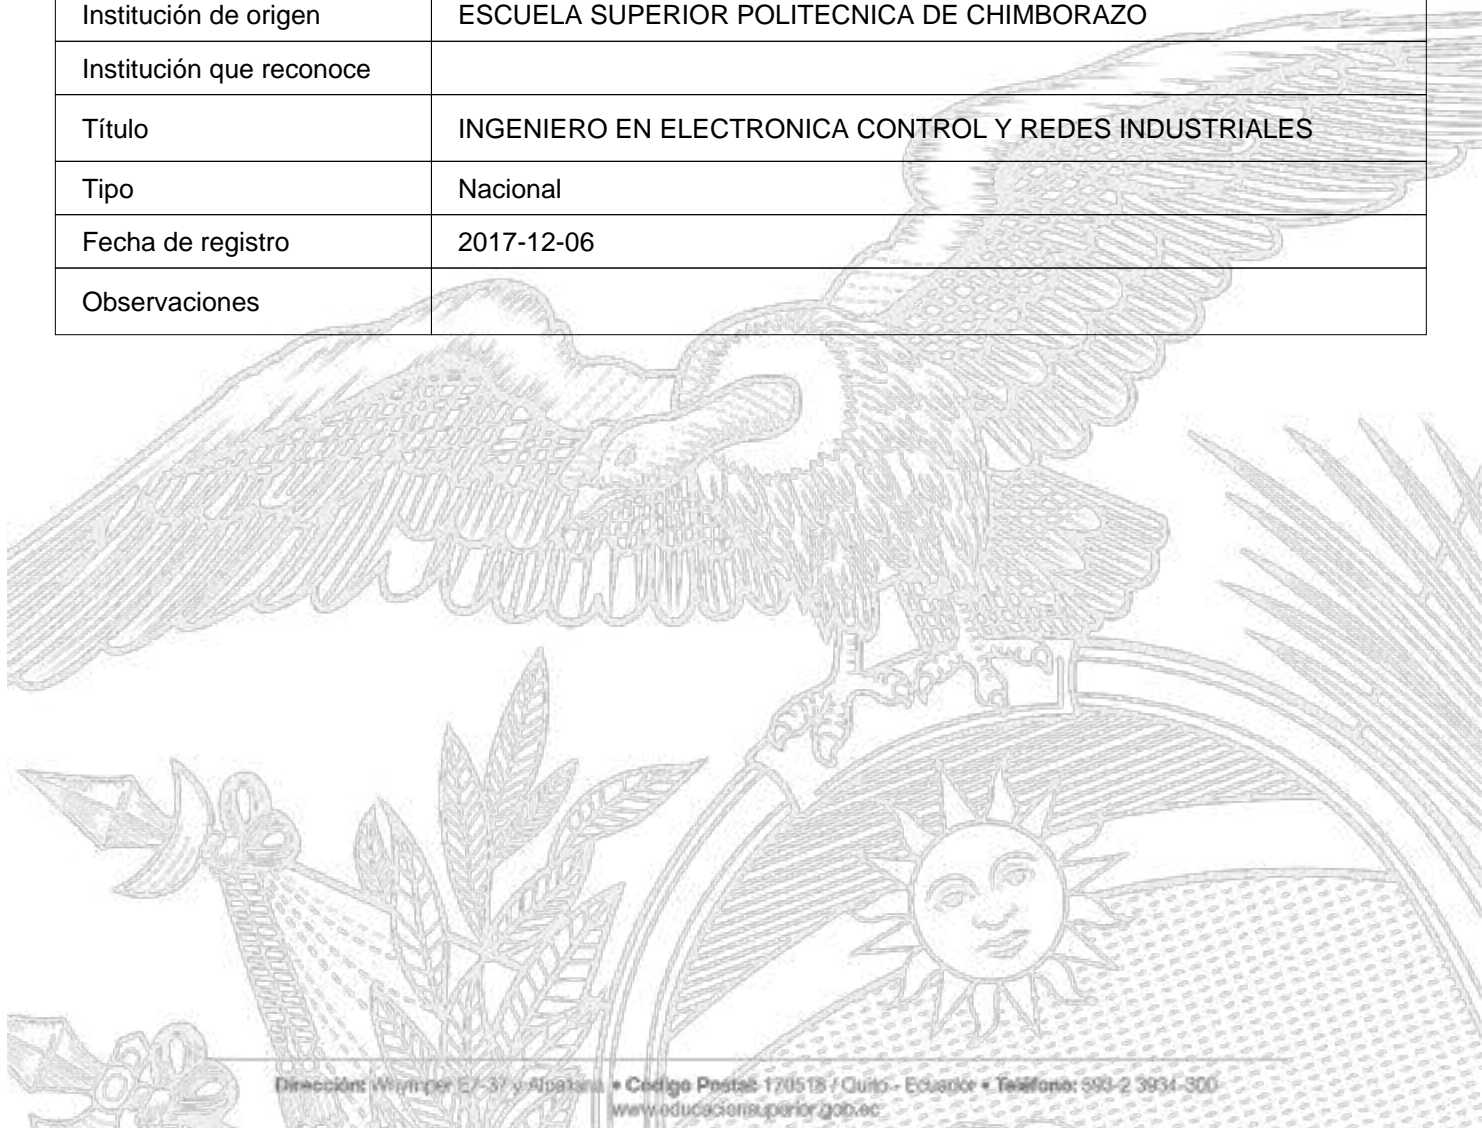 Institución de origen ESCUELA SUPERIOR POLITECNICA DE CHIMBORAZO
Institución que reconoce
Título INGENIERO EN ELECTRONICA CONTROL Y REDES INDUSTRIALES
Tipo Nacional
Fecha de registro 2017-12-06
Observaciones
Dirección: Whymper E7-37 y Alpallana • Código Postal: 170518 / Quito - Ecuador • Teléfono: 593-2 3934-300
www.educacionsuperior.gob.ec